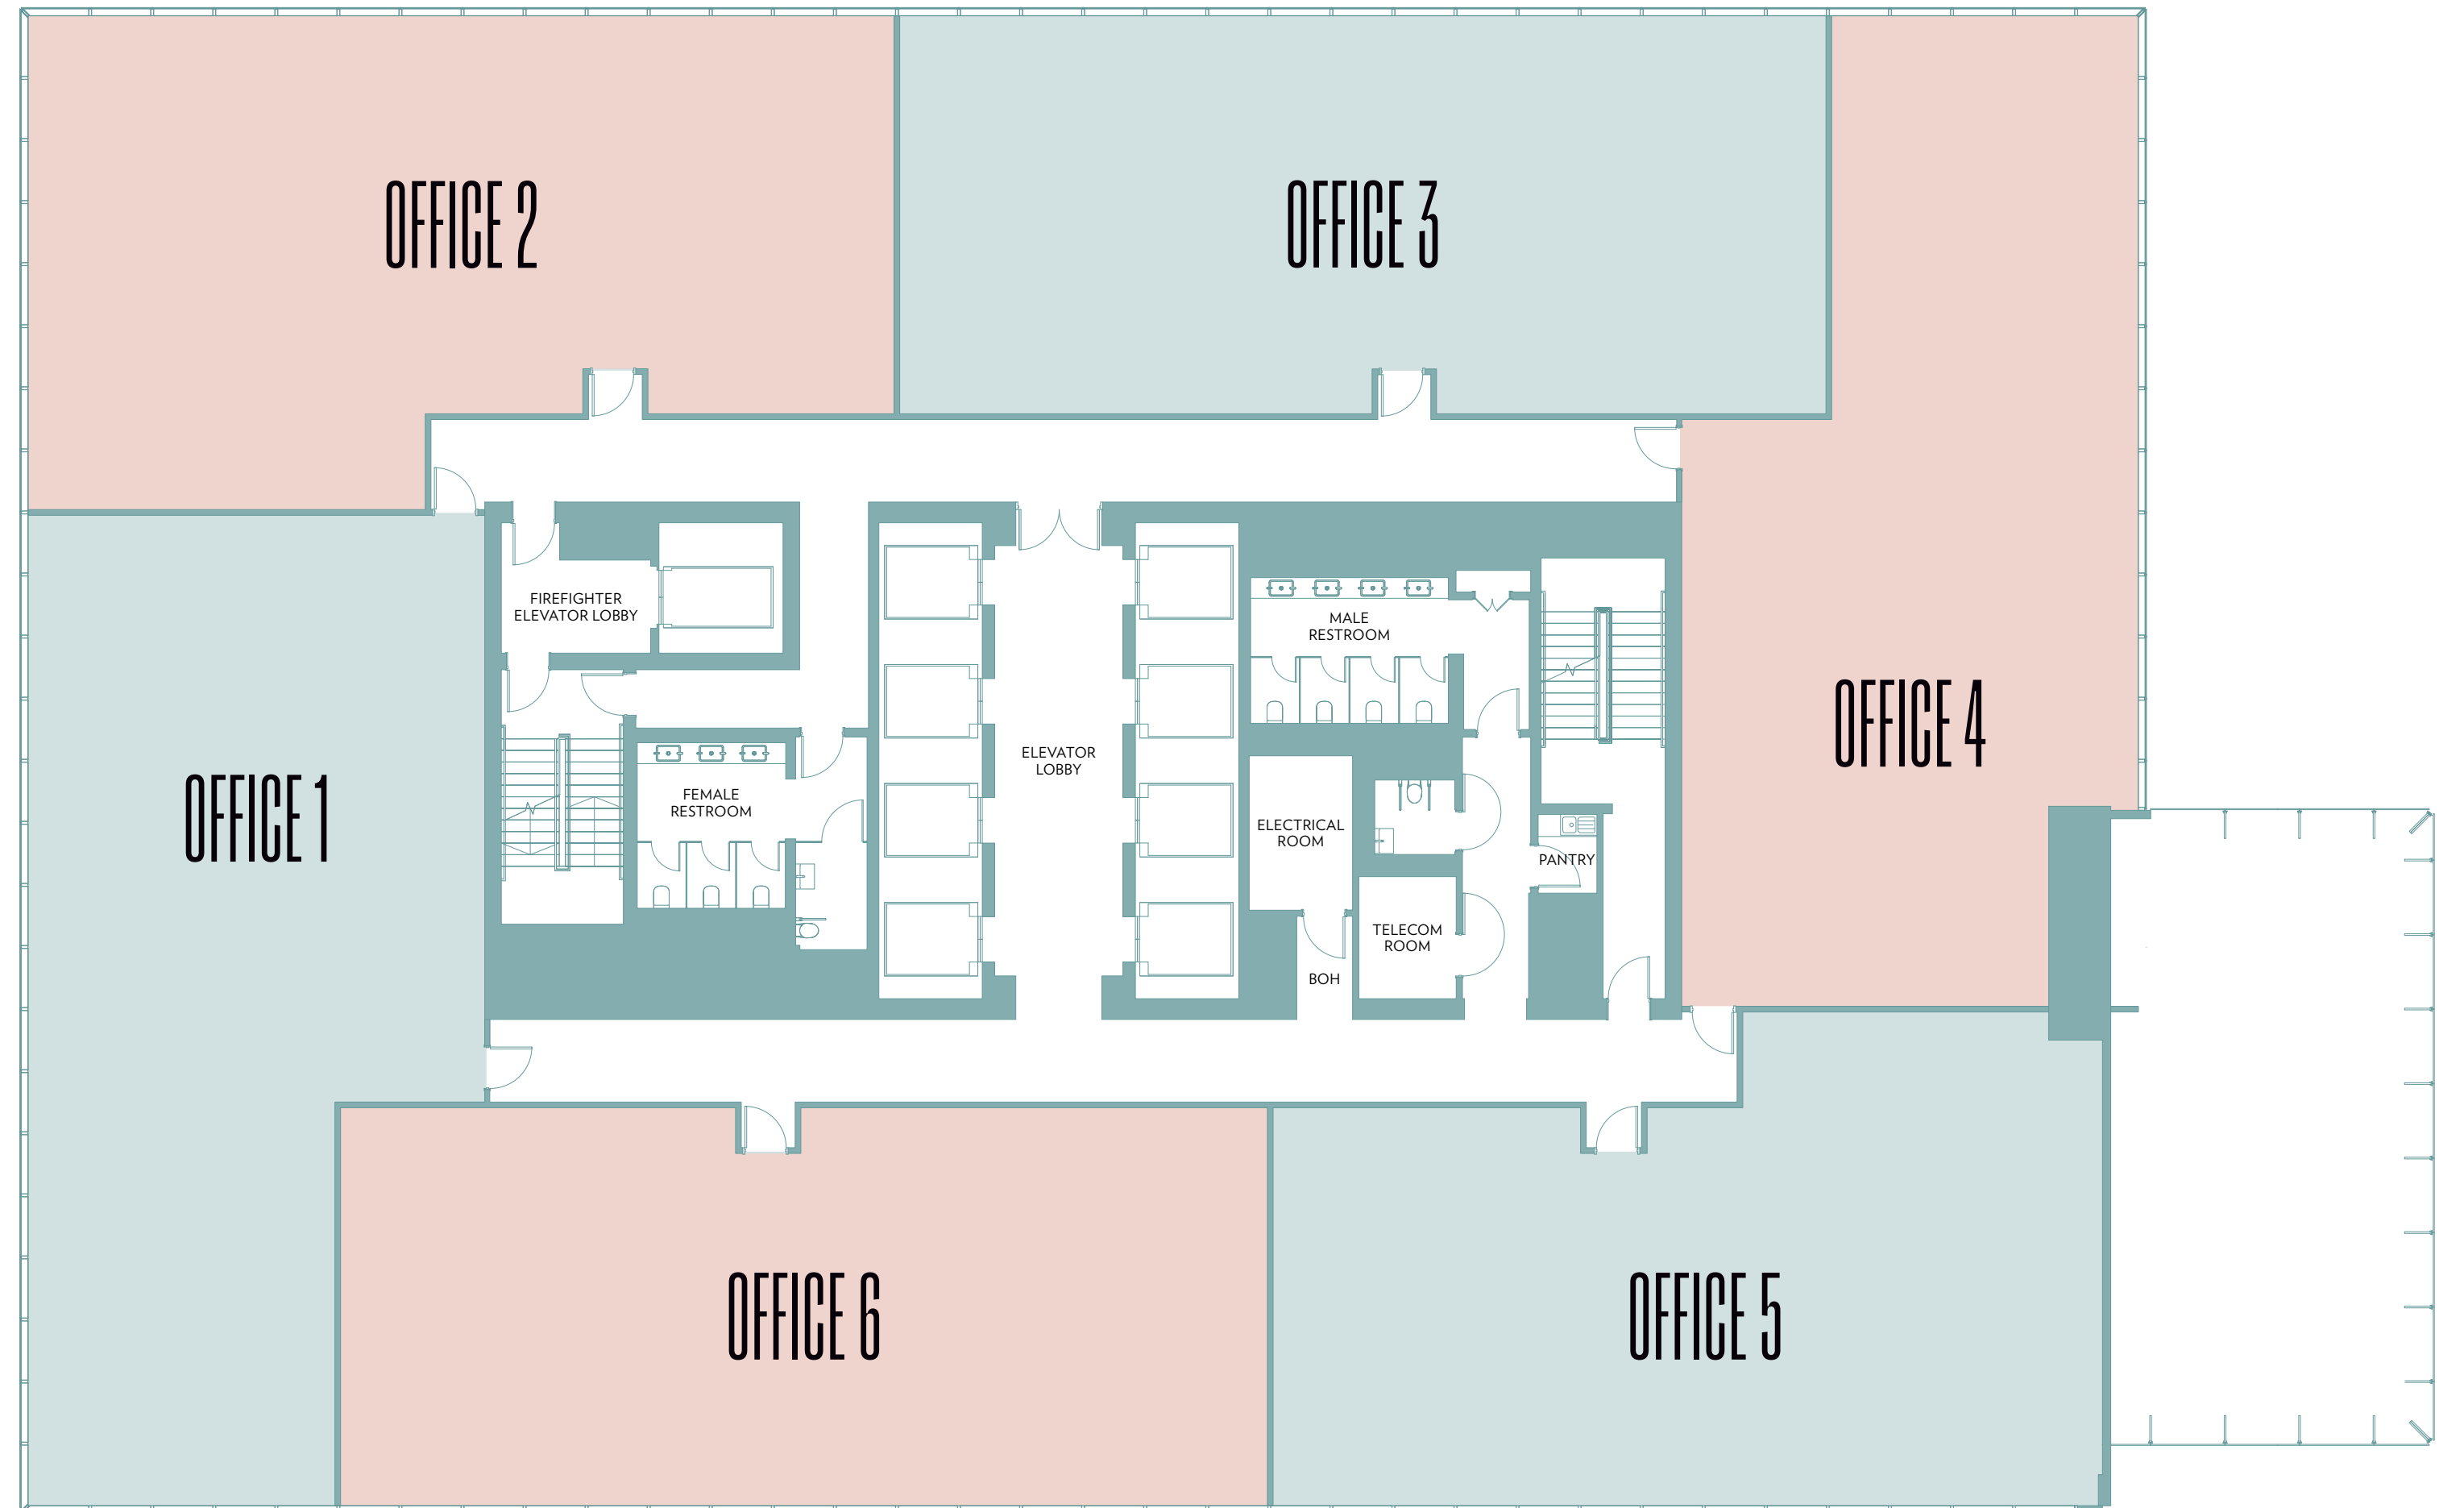 OFFICE 2
OFFICE 3
FIREFIGHTER
ELEVATOR LOBBY
MALE
RESTROOM
OFFICE 4
ELEVATOR
LOBBY
OFFICE 1
FEMALE
RESTROOM
ELECTRICAL
ROOM
PANTRY
TELECOM
ROOM
BOH
OFFICE 6
OFFICE 5